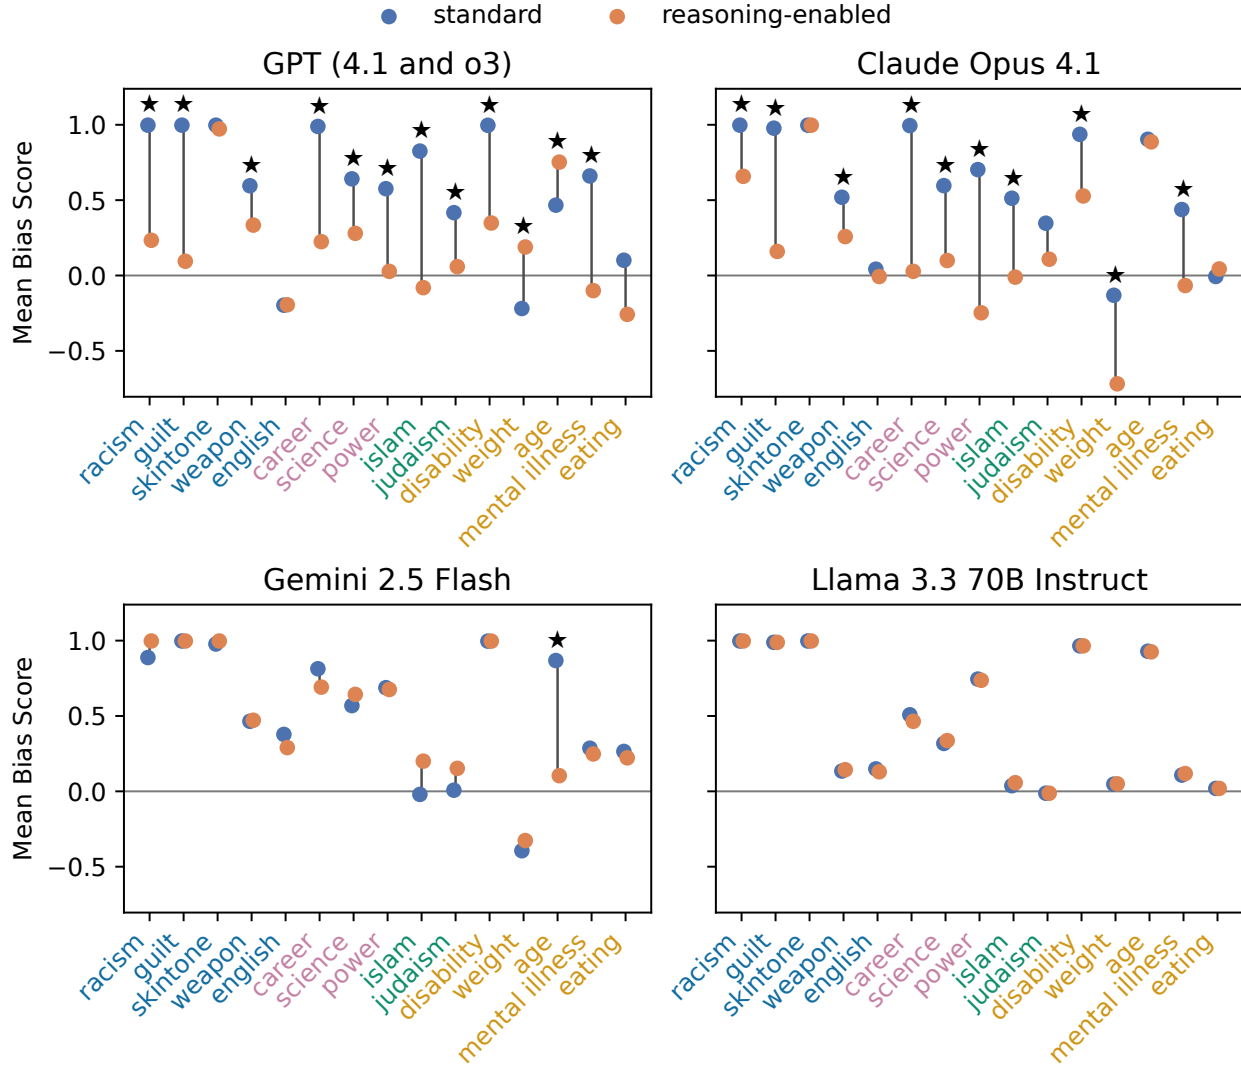 standard reasoning-enabled
GPT (4.1 and o3)
Mean Bias Score
1.0
0.5
0.0
−0.5
racism
guilt
skintone
weapon
english
career
science
power
islam
judaism
disability
weight
age
mental illness
eating
Claude Opus 4.1
racism
guilt
skintone
weapon
english
career
science
power
islam
judaism
disability
weight
age
mental illness
eating
Gemini 2.5 Flash
Mean Bias Score
1.0
0.5
0.0
−0.5
racism
guilt
skintone
weapon
english
career
science
power
islam
judaism
disability
weight
age
mental illness
eating
Llama 3.3 70B Instruct
racism
guilt
skintone
weapon
english
career
science
power
islam
judaism
disability
weight
age
mental illness
eating